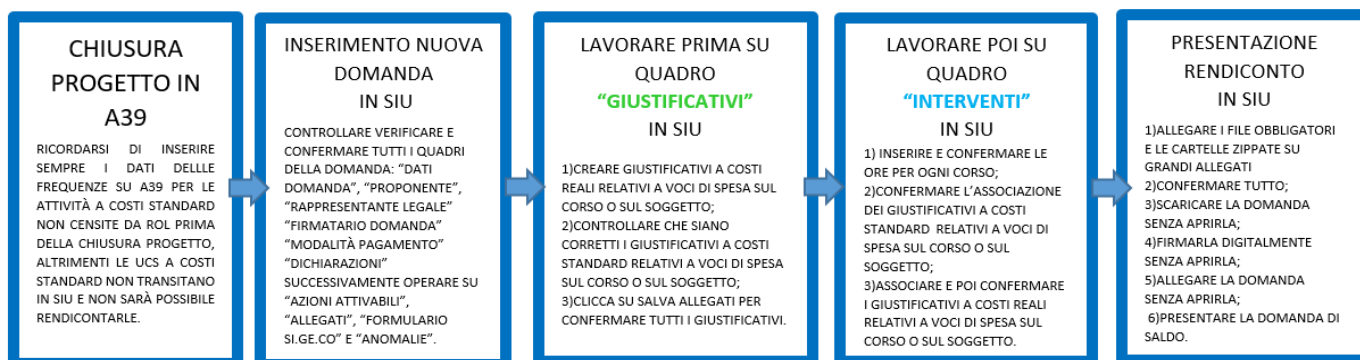 CHIUSURA
PROGETTO IN
A39
RICORDARSI DI INSERIRE
SEMPRE I DATI DELLLE
FREQUENZE SU A39 PER LE
ATTIVITÀ A COSTI STANDARD
NON CENSITE DA ROL PRIMA
DELLA CHIUSURA PROGETTO,
ALTRIMENTI LE UCS A COSTI
STANDARD NON TRANSITANO
IN SIU E NON SARÀ POSSIBILE
RENDICONTARLE.
INSERIMENTO NUOVA
DOMANDA
IN SIU
CONTROLLARE VERIFICARE E
CONFERMARE TUTTI I QUADRI
DELLA DOMANDA: “DATI
DOMANDA”, “PROPONENTE”,
“RAPPRESENTANTE LEGALE”
“FIRMATARIO DOMANDA”
“MODALITÀ PAGAMENTO”
“DICHIARAZIONI”
SUCCESSIVAMENTE OPERARE SU
“AZIONI ATTIVABILI”,
“ALLEGATI”, “FORMULARIO
SI.GE.CO” E “ANOMALIE”.
LAVORARE PRIMA SU
QUADRO
“GIUSTIFICATIVI”
IN SIU
1)CREARE GIUSTIFICATIVI A COSTI
REALI RELATIVI A VOCI DI SPESA SUL
CORSO O SUL SOGGETTO;
2)CONTROLLARE CHE SIANO
CORRETTI I GIUSTIFICATIVI A COSTI
STANDARD RELATIVI A VOCI DI SPESA
SUL CORSO O SUL SOGGETTO;
3)CLICCA SU SALVA ALLEGATI PER
CONFERMARE TUTTI I GIUSTIFICATIVI.
LAVORARE POI SU
QUADRO
“INTERVENTI”
IN SIU
1) INSERIRE E CONFERMARE LE
ORE PER OGNI CORSO;
2)CONFERMARE L’ASSOCIAZIONE
DEI GIUSTIFICATIVI A COSTI
STANDARD RELATIVI A VOCI DI
SPESA SUL CORSO O SUL
SOGGETTO;
3)ASSOCIARE E POI CONFERMARE
I GIUSTIFICATIVI A COSTI REALI
RELATIVI A VOCI DI SPESA SUL
CORSO O SUL SOGGETTO.
PRESENTAZIONE
RENDICONTO
IN SIU
1)ALLEGARE I FILE OBBLIGATORI
E LE CARTELLE ZIPPATE SU
GRANDI ALLEGATI
2)CONFERMARE TUTTO;
3)SCARICARE LA DOMANDA
SENZA APRIRLA;
4)FIRMARLA DIGITALMENTE
SENZA APRIRLA;
5)ALLEGARE LA DOMANDA
SENZA APRIRLA;
6)PRESENTARE LA DOMANDA DI
SALDO.